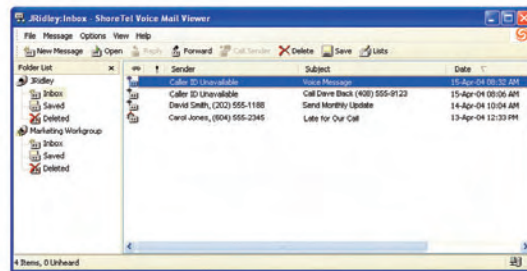 JRidley:Inbox - ShoreTel Voice Mail Viewer
File Message Options View Help
New Message Open Reply Forward Call Sender Delete Save Lists
Folder List
! Sender Subject Date
JRidley
Inbox
Saved
Deleted
Marketing Workgroup
Inbox
Saved
Deleted
Caller ID Unavailable Voice Message 15-Apr-04 08:32 AM
Caller ID Unavailable Call Dave Back (408) 555-9123 15-Apr-04 08:06 AM
David Smith, (202) 555-1188 Send Monthly Update 14-Apr-04 10:04 AM
Carol Jones, (604) 555-2345 Late for Our Call 13-Apr-04 12:33 PM
4 Items, 0 Unheard